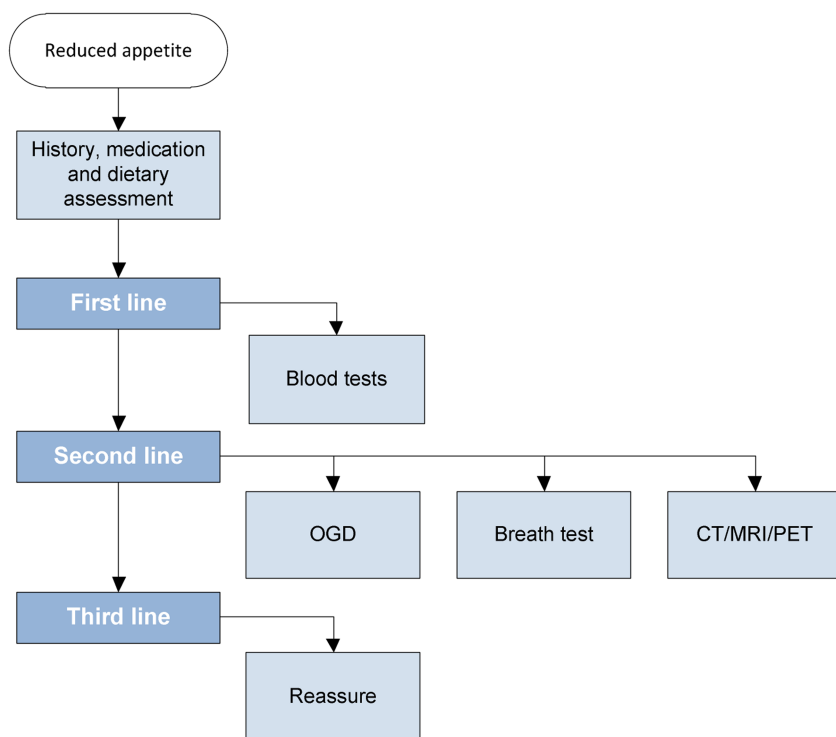 Reduced appetite
History, medication
and dietary
assessment
First line
Blood tests
Second line
OGD
Breath test
CT/MRI/PET
Third line
Reassure